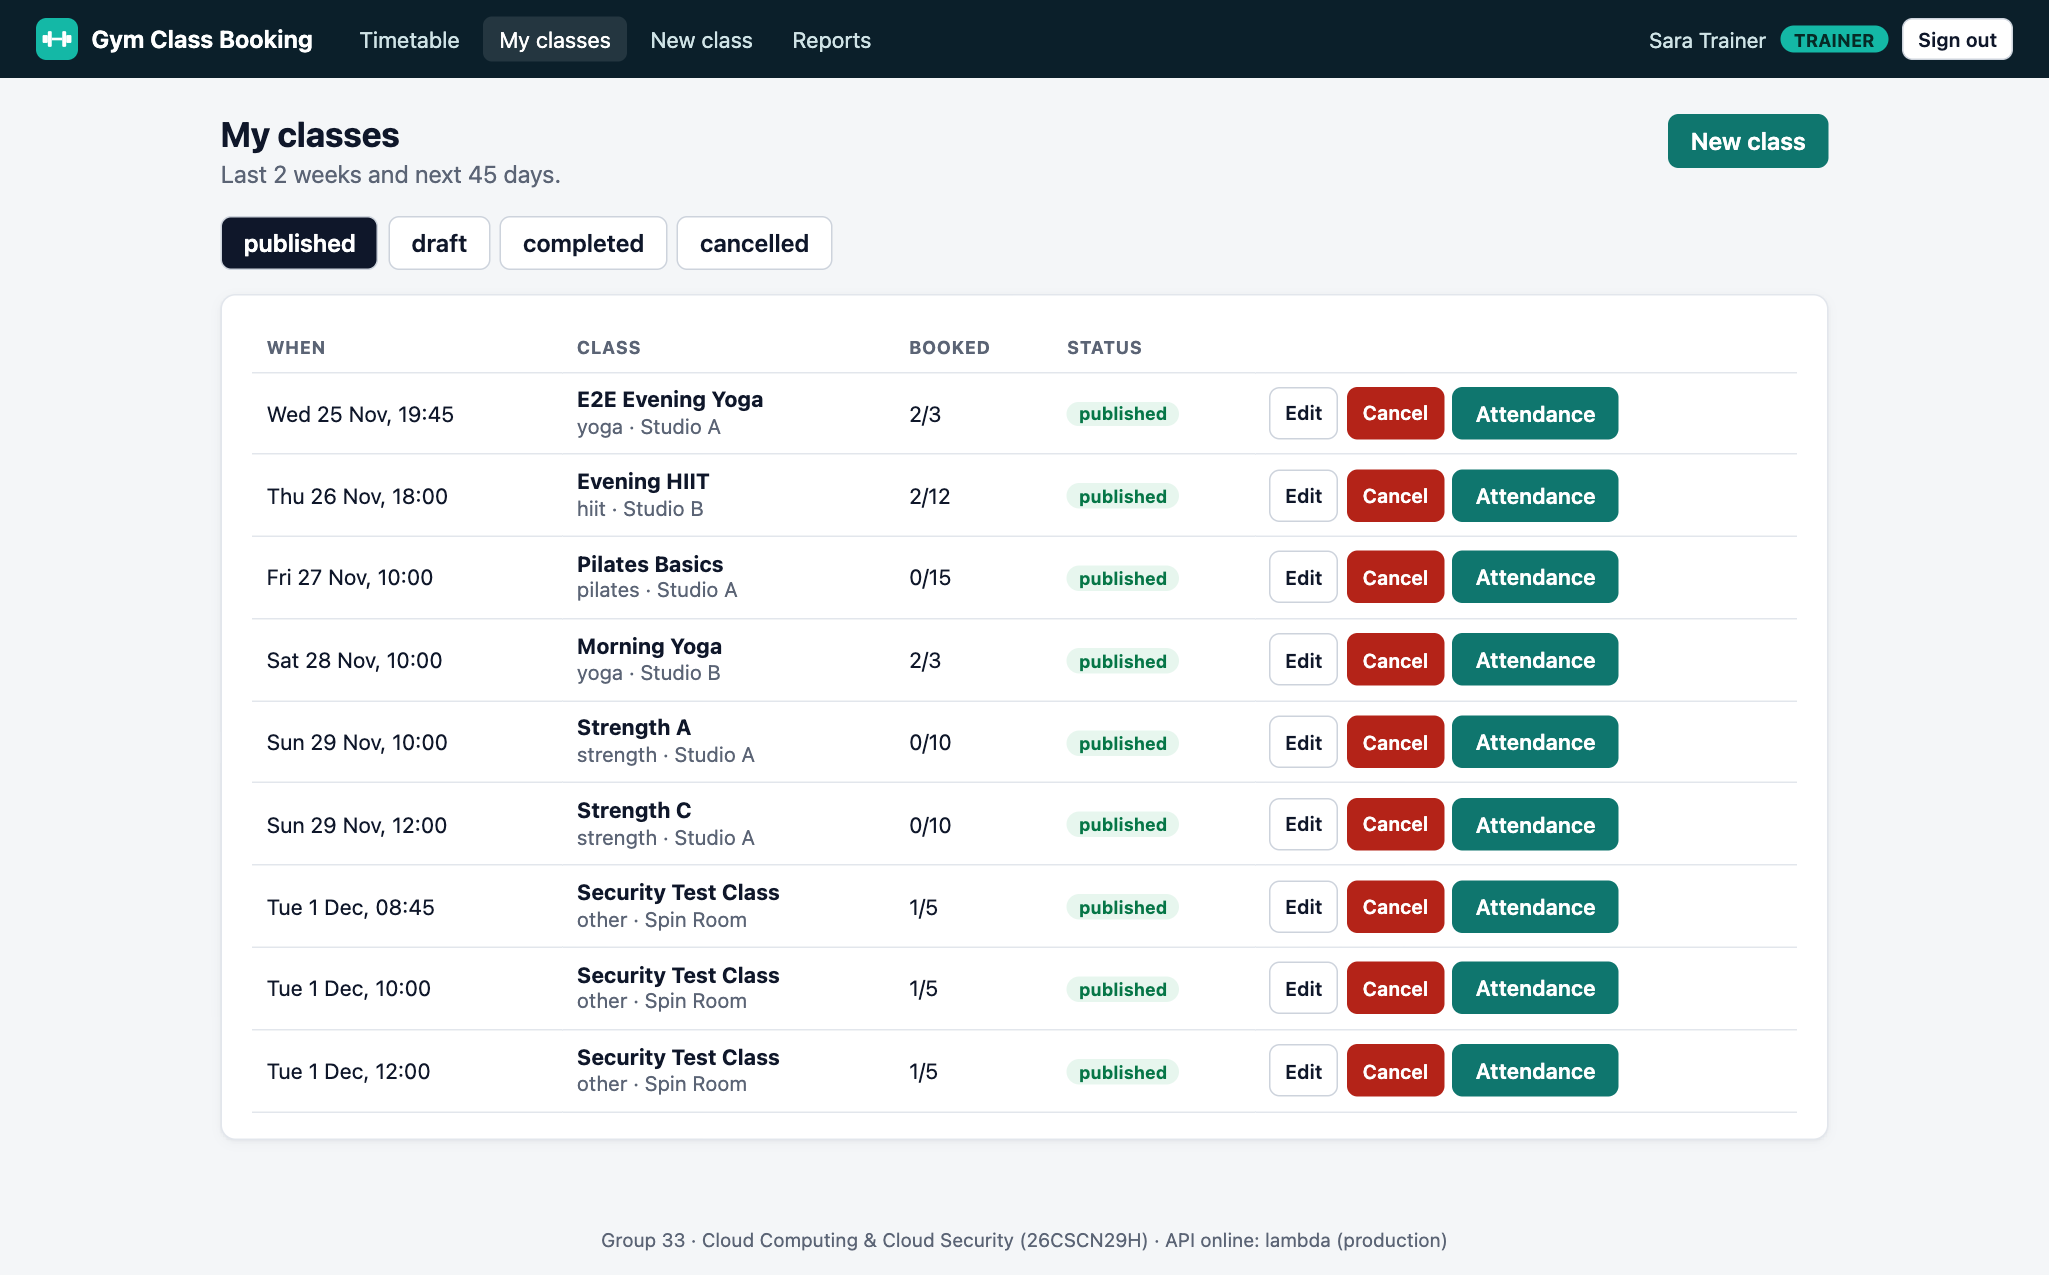 Gym Class Booking Timetable My classes New class Reports Sara Trainer TRAINER Sign out
My classes
New class
Last 2 weeks and next 45 days.
published draft completed cancelled
WHEN CLASS BOOKED STATUS
Wed 25 Nov, 19:45 E2E Evening Yoga 2/3 published Edit Cancel Attendance
yoga · Studio A
Thu 26 Nov, 18:00 Evening HIIT 2/12 published Edit Cancel Attendance
hiit · Studio B
Fri 27 Nov, 10:00 Pilates Basics 0/15 published Edit Cancel Attendance
pilates · Studio A
Sat 28 Nov, 10:00 Morning Yoga 2/3 published Edit Cancel Attendance
yoga · Studio B
Sun 29 Nov, 10:00 Strength A 0/10 published Edit Cancel Attendance
strength · Studio A
Sun 29 Nov, 12:00 Strength C 0/10 published Edit Cancel Attendance
strength · Studio A
Tue 1 Dec, 08:45 Security Test Class 1/5 published Edit Cancel Attendance
other · Spin Room
Tue 1 Dec, 10:00 Security Test Class 1/5 published Edit Cancel Attendance
other · Spin Room
Tue 1 Dec, 12:00 Security Test Class 1/5 published Edit Cancel Attendance
other · Spin Room
Group 33 · Cloud Computing & Cloud Security (26CSCN29H) · API online: lambda (production)